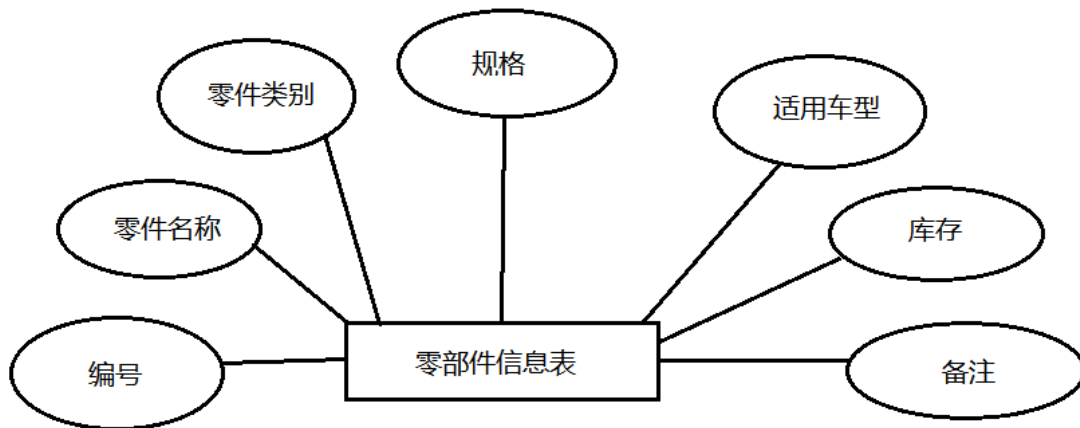 规格
零件类别
适用车型
零件名称
库存
编号
零部件信息表
备注